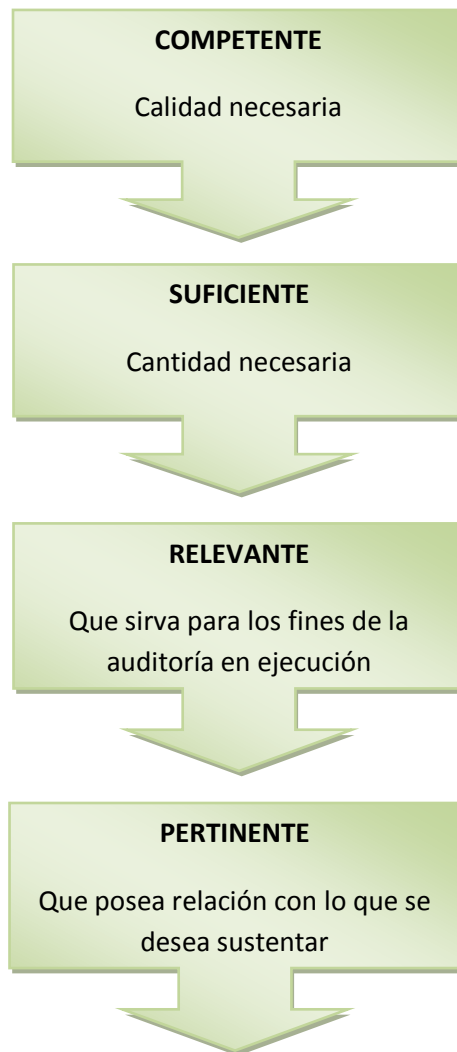 COMPETENTE
Calidad necesaria
SUFICIENTE
Cantidad necesaria
RELEVANTE
Que sirva para los fines de la
auditoría en ejecución
PERTINENTE
Que posea relación con lo que se
desea sustentar